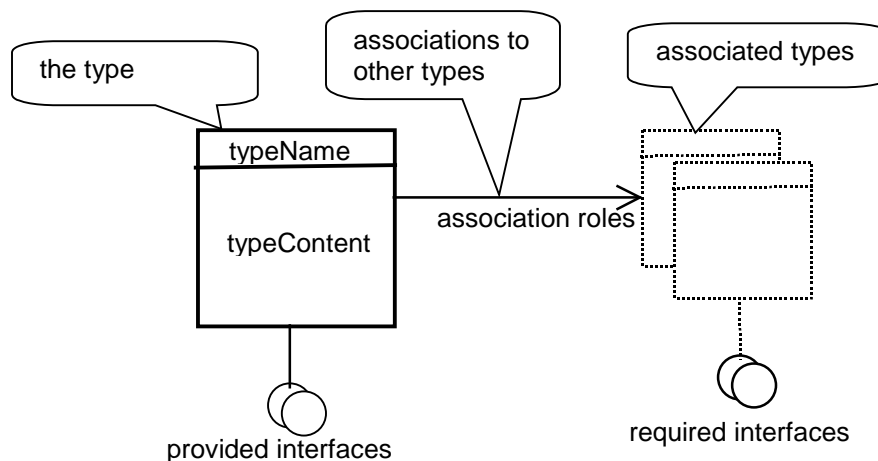 the type
associations to
other types
associated types
typeName
association roles
typeContent
provided interfaces
required interfaces